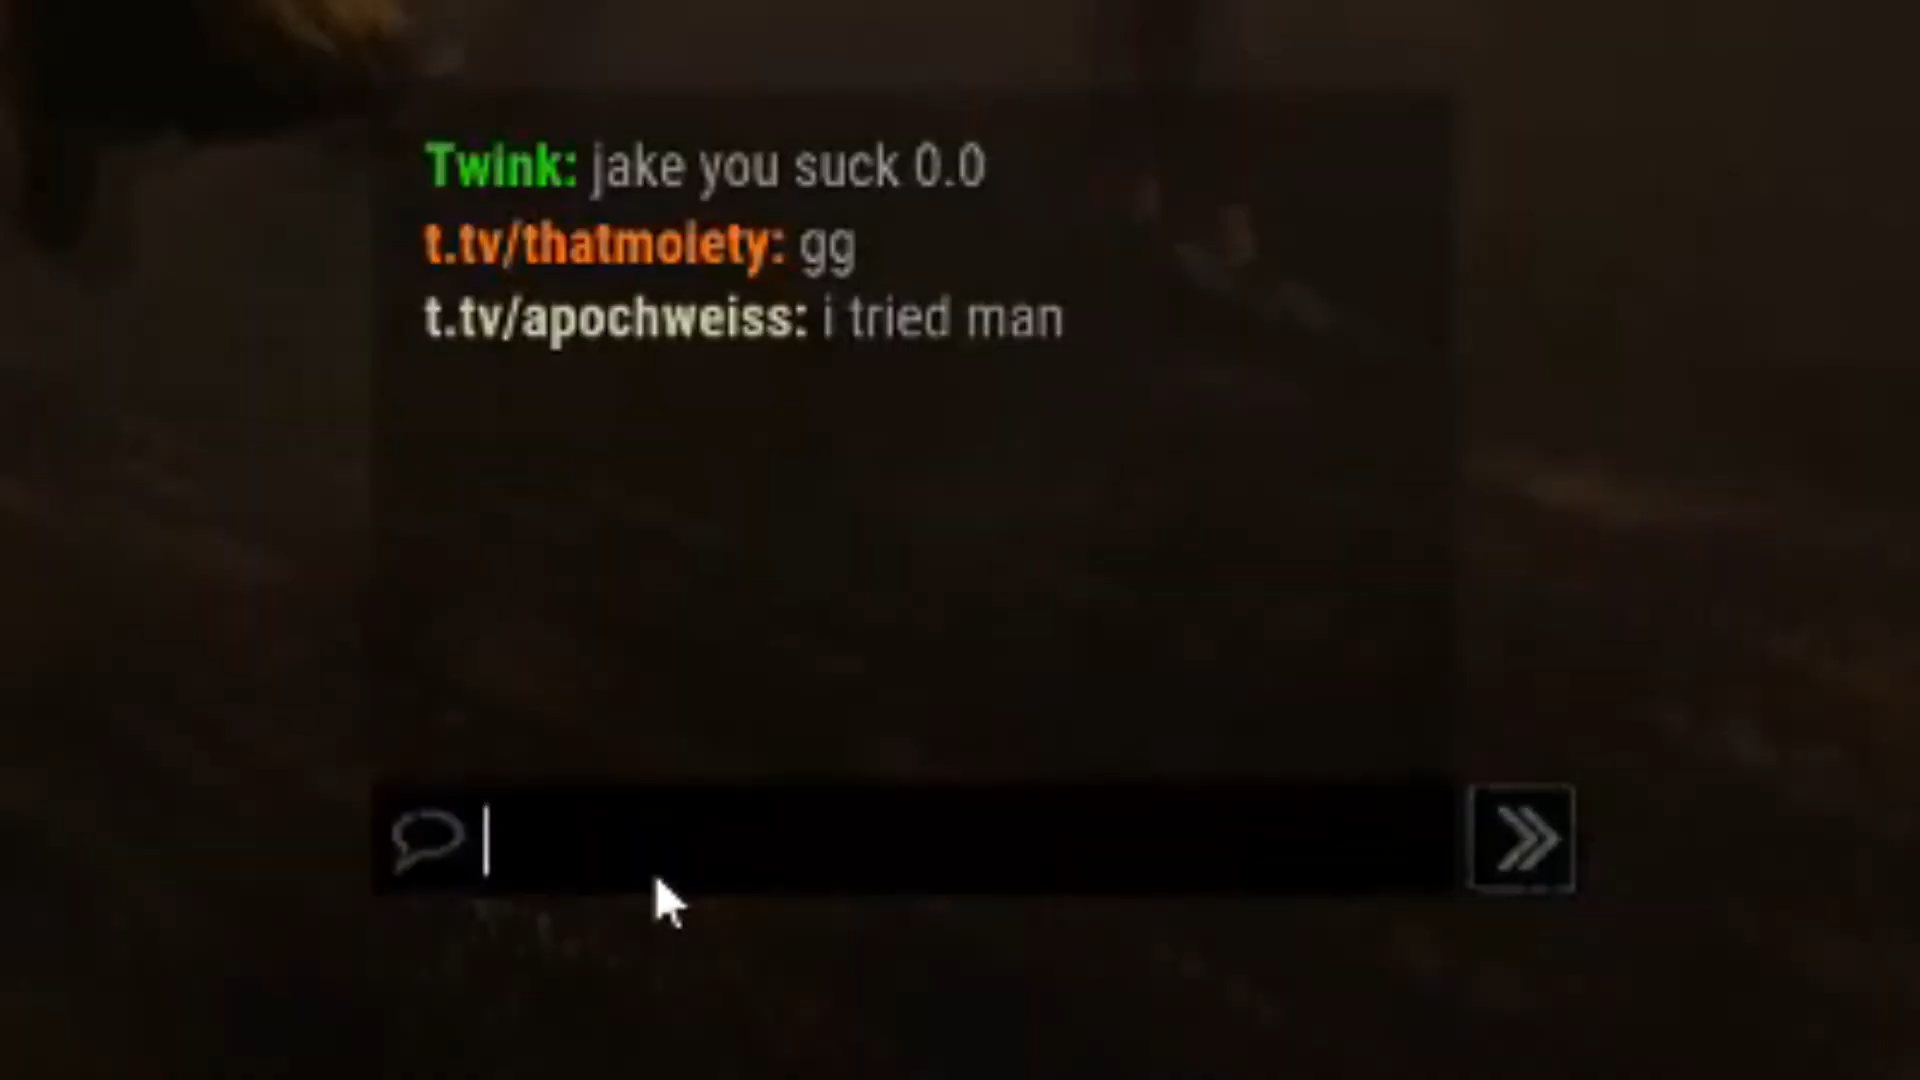 Twink: jake you suck 0.0
t.tv/thatmoiety: gg
t.tv/apochweiss: i tried man